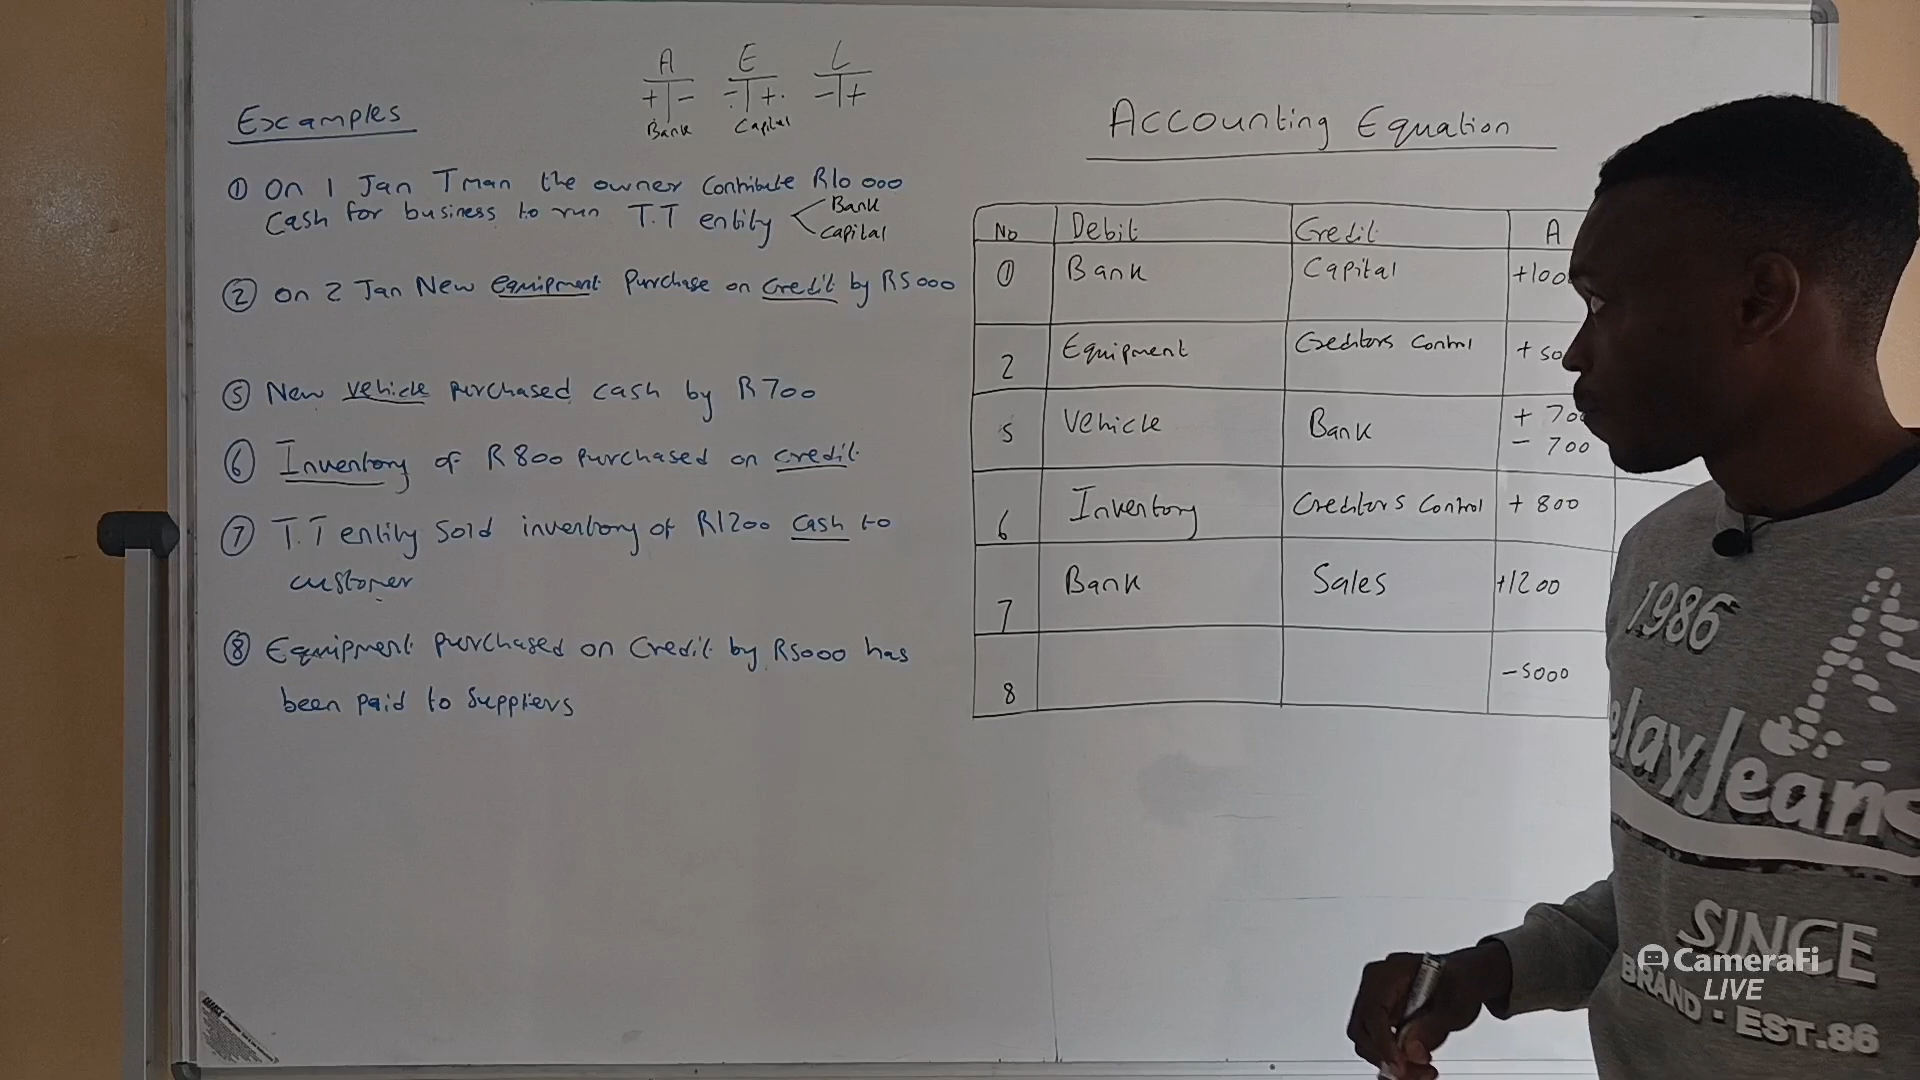 A E L
+ - - + - +
Bank Capital
Examples
① On 1 Jan Tman the owner Contribute R10 000
Cash for business to run T.T entity
Bank
Capital
② on 2 Jan New equipment Purchase on Credit by R5000
⑤ New vehicle purchased cash by R700
⑥ Inventory of R800 purchased on credit
⑦ T.T entity sold inventory of R1200 cash to
customer
⑧ Equipment purchased on Credit by R5000 has
been paid to suppliers
Accounting Equation
No Debit Credit A
① Bank Capital +100
2 Equipment Creditors Control +50
5 Vehicle Bank + 700
- 700
6 Inventory Creditors Control + 800
7 Bank Sales +1200
8 -5000
1986
elayJeans
SINCE
BRAND · EST.86
CameraFi
LIVE